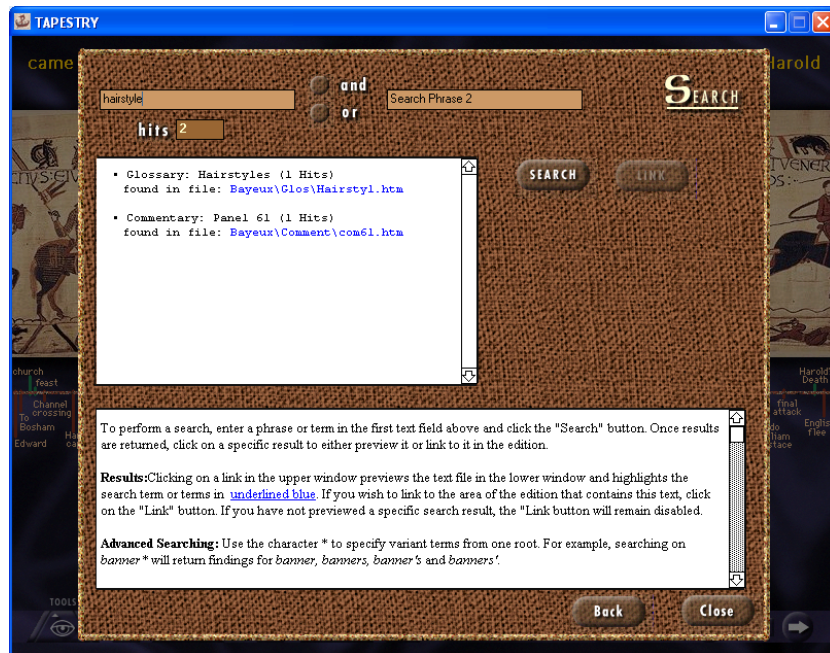 TAPESTRY
came
Harold
hairstyle
and
or
Search Phrase 2
SEARCH
hits 2
• Glossary: Hairstyles (1 Hits)
found in file: Bayeux\Glos\Hairstyl.htm
• Commentary: Panel 61 (1 Hits)
found in file: Bayeux\Comment\com61.htm
SEARCH
LINK
church
feast
Channel
crossing
To
Bosham
Edward
Harold's
Death
final
attack
flee
To perform a search, enter a phrase or term in the first text field above and click the "Search" button. Once results
are returned, click on a specific result to either preview it or link to it in the edition.
Results:Clicking on a link in the upper window previews the text file in the lower window and highlights the
search term or terms in underlined blue. If you wish to link to the area of the edition that contains this text, click
on the "Link" button. If you have not previewed a specific search result, the "Link button will remain disabled.
Advanced Searching: Use the character * to specify variant terms from one root. For example, searching on
banner* will return findings for banner, banners, banner's and banners'.
TOOLS
Back
Close